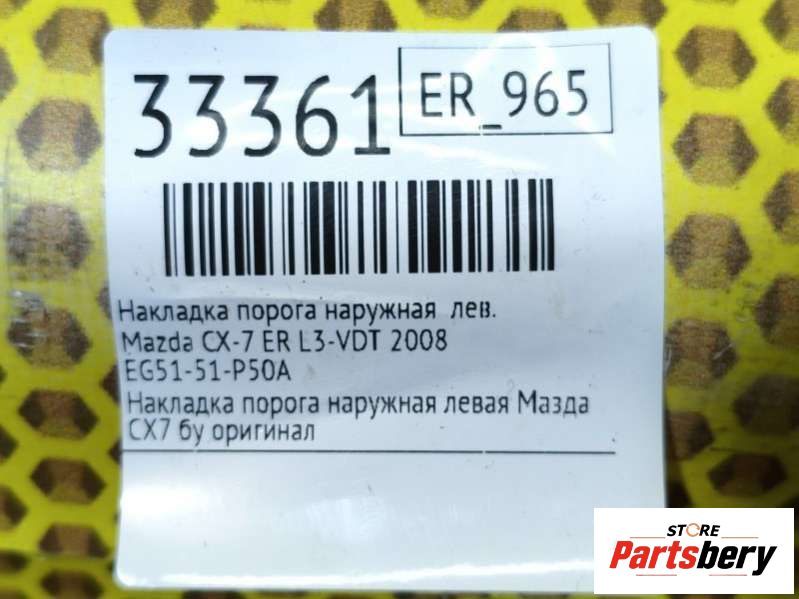 33361
ER_965
Накладка порога наружная лев.
Mazda CX-7 ER L3-VDT 2008
EG51-51-P50A
Накладка порога наружная левая Мазда
СХ7 бу оригинал
STORE
Partsbery